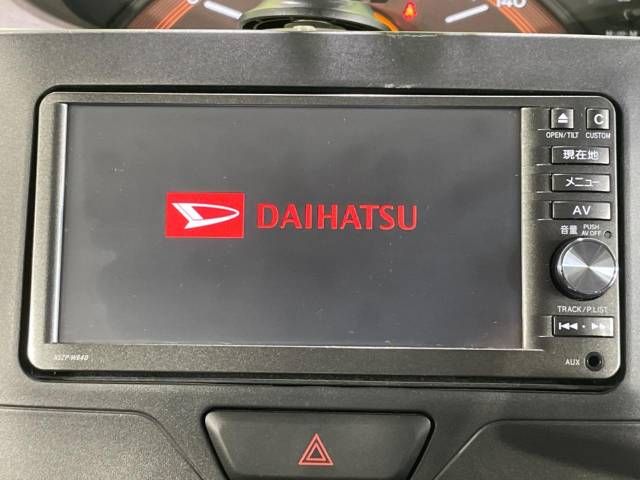 140
OPEN/TILT
C
CUSTOM
現在地
メニュー
AV
音量
PUSH
AV OFF
DAIHATSU
TRACK/P.LIST
AUX